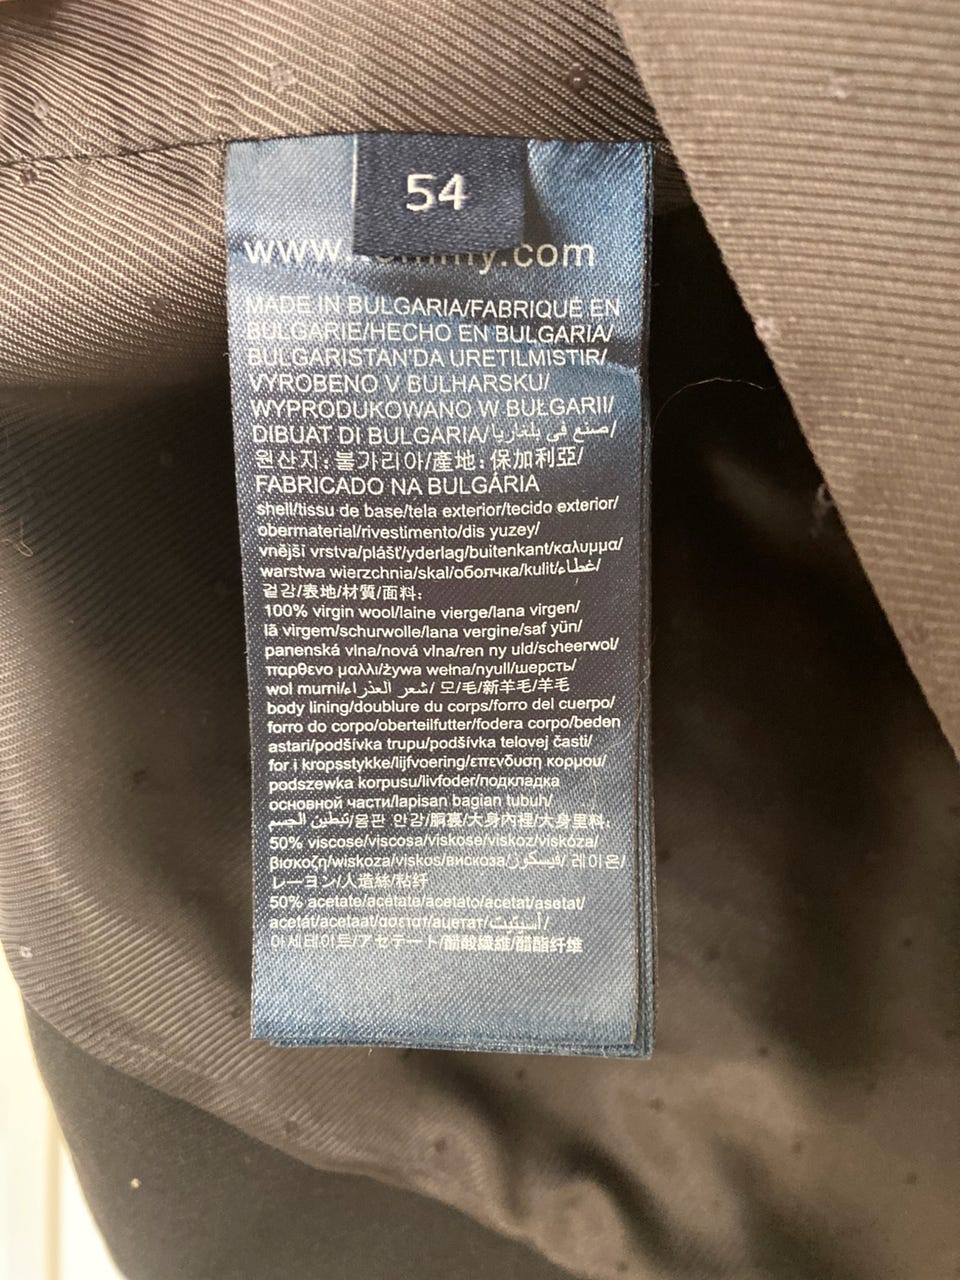 54
www.tommy.com
MADE IN BULGARIA/FABRIQUE EN
BULGARIE/HECHO EN BULGARIA/
BULGARISTAN'DA URETILMISTIR/
VYROBENO V BULHARSKU/
WYPRODUKOWANO W BUŁGARII/
DIBUAT DI BULGARIA/صنع في بلغاريا/
원산지: 불가리아/產地: 保加利亞/
FABRICADO NA BULGÁRIA
shell/tissu de base/tela exterior/tecido exterior/
obermaterial/rivestimento/dis yuzey/
vnější vrstva/plášť/yderlag/buitenkant/καλυμμα/
warstwa wierzchnia/skal/оболчка/kulit/غطاء/
겉감/表地/材質/面料:
100% virgin wool/laine vierge/lana virgen/
lã virgem/schurwolle/lana vergine/saf yün/
panenská vlna/nová vlna/ren ny uld/scheerwol/
παρθενο μαλλι/żywa wełna/nyull/шерсть/
wol murni/شعر العذراء/ 모/毛/新羊毛/羊毛
body lining/doublure du corps/forro del cuerpo/
forro do corpo/oberteilfutter/fodera corpo/beden
astari/podšívka trupu/podšívka telovej časti/
for i kropsstykke/lijfvoering/επενδυση κορμου/
podszewka korpusu/livfoder/подкладка
основной части/lapisan bagian tubuh/
تبطين الجسم/몸판 안감/胴裏/大身內裡/大身里料:
50% viscose/viscosa/viskose/viskoz/viskóza/
βισκοζη/wiskoza/viskos/вискоза/فيسكوز/ 레이온/
レーヨン/人造絲/粘纤
50% acetate/acetate/acetato/acetat/asetat/
acetát/acetaat/ασετατ/ацетат/أسيتيت/
아세테이트/アセテート/醋酸纖維/醋酯纤维